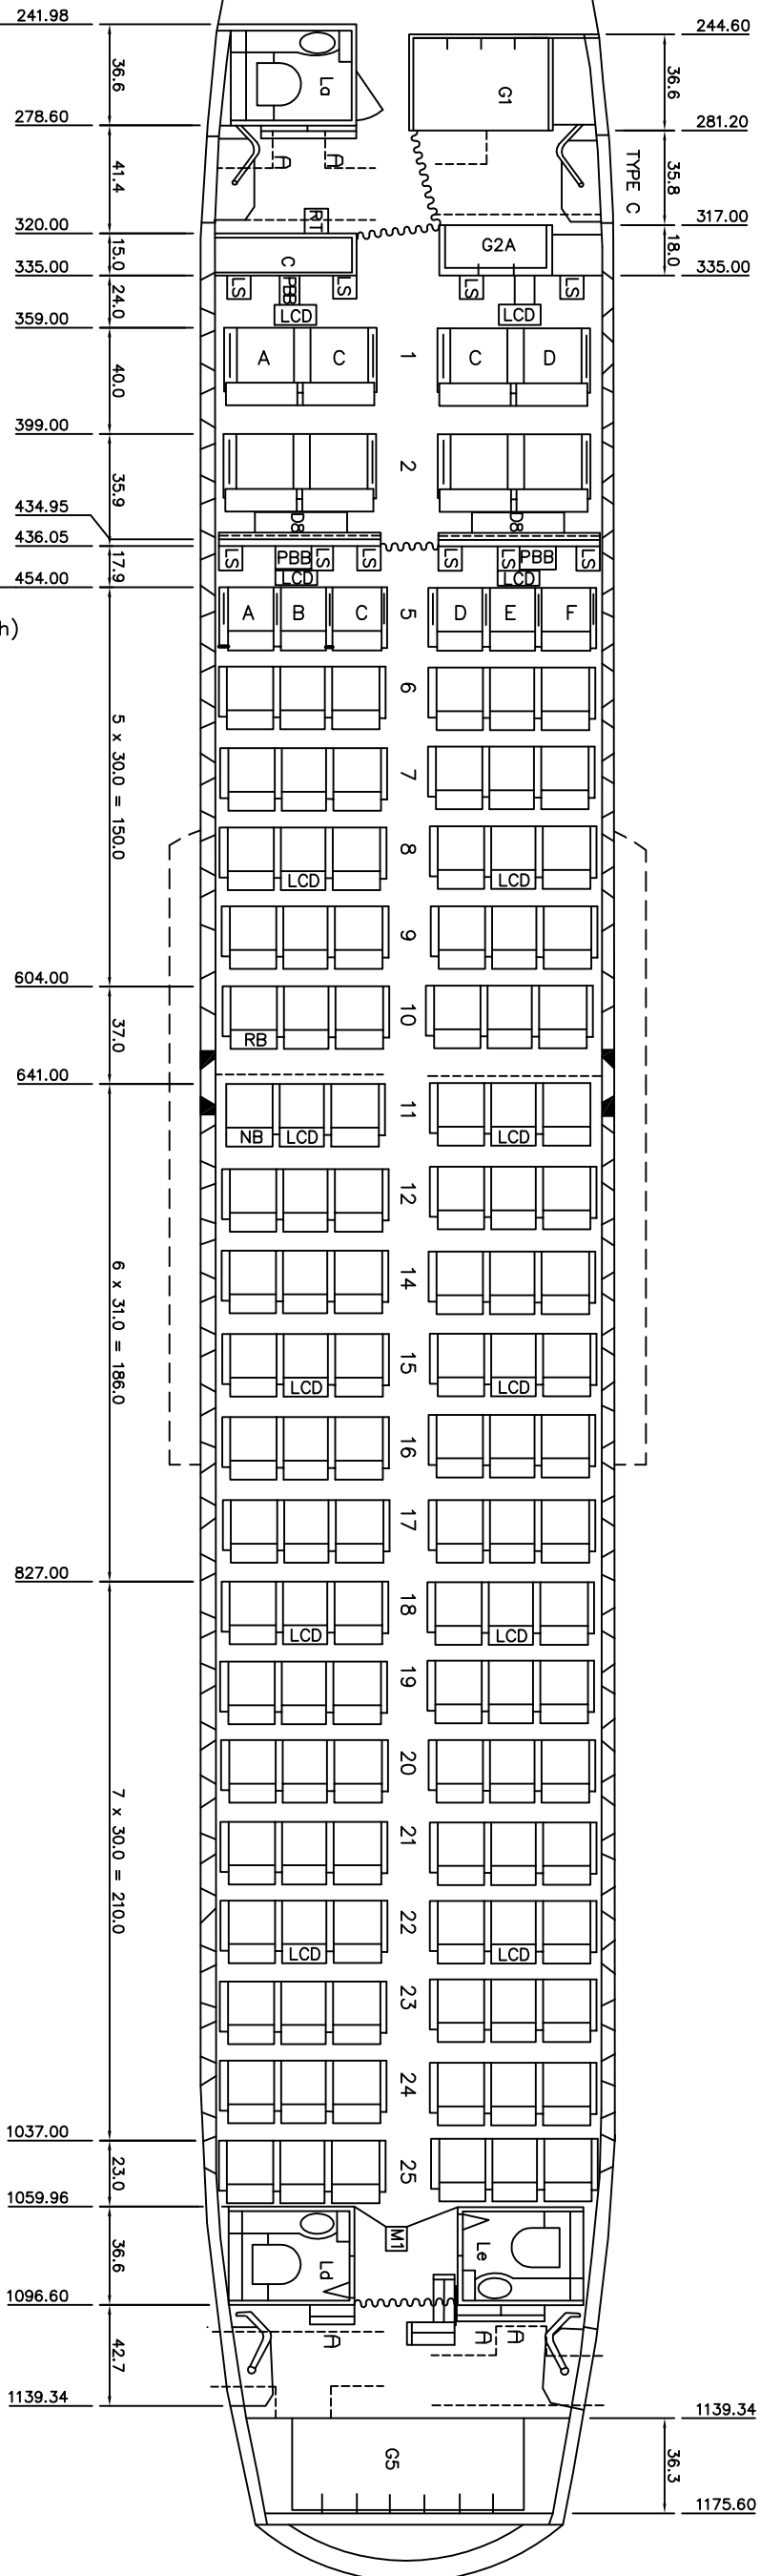 241.98
244.60
36.6
La
G1
36.6
278.60
281.20
A
A
41.4
TYPE C
35.8
RT
317.00
320.00
15.0
C
G2A
18.0
335.00
335.00
LS
PBB
LS
LS
LS
24.0
LCD
LCD
359.00
A
C
1
C
D
40.0
399.00
2
35.9
434.95
D8
D8
436.05
17.9
LS
PBB
LS
LS
LS
LS
PBB
LS
LCD
LCD
454.00
A
B
C
5
D
E
F
h)
6
7
5 x 30.0 = 150.0
8
LCD
LCD
9
604.00
10
37.0
RB
641.00
11
NB
LCD
LCD
12
14
6 x 31.0 = 186.0
15
LCD
LCD
16
17
827.00
18
LCD
LCD
19
20
7 x 30.0 = 210.0
21
22
LCD
LCD
23
24
1037.00
23.0
25
1059.96
M1
36.6
Ld
Le
1096.60
A
A
A
42.7
1139.34
1139.34
G5
36.3
1175.60